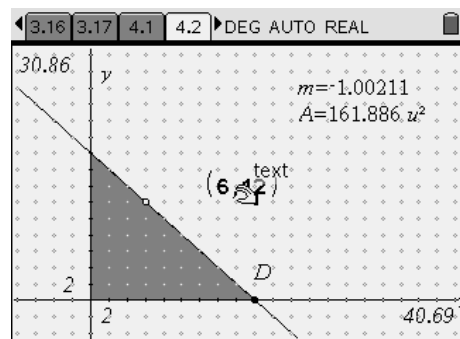 3.16 3.17 4.1 4.2 DEG AUTO REAL
30.86 y
m=-1.00211
A=161.886 u²
text
(6,12)
D
2
2 40.69